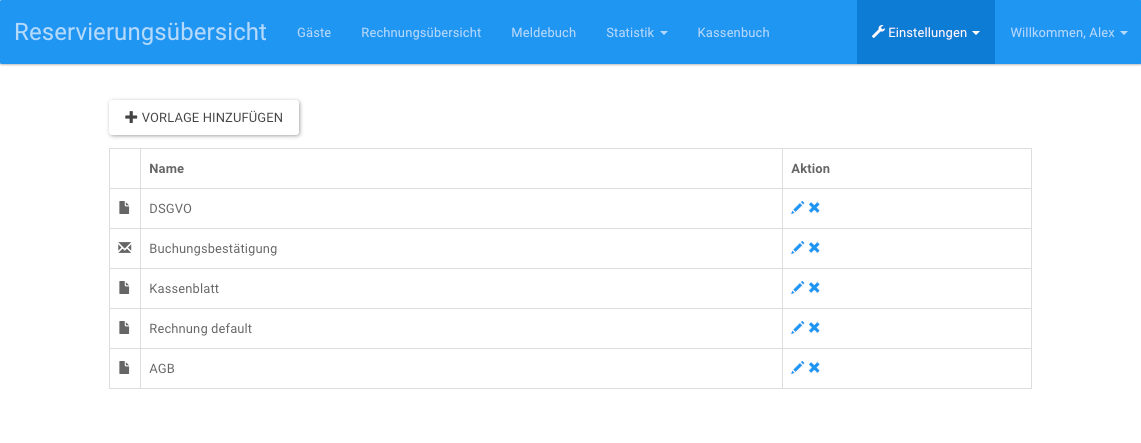 Reservierungsübersicht Gäste Rechnungsübersicht Meldebuch Statistik Kassenbuch Einstellungen Willkommen, Alex
VORLAGE HINZUFÜGEN
Name Aktion
DSGVO
Buchungsbestätigung
Kassenblatt
Rechnung default
AGB